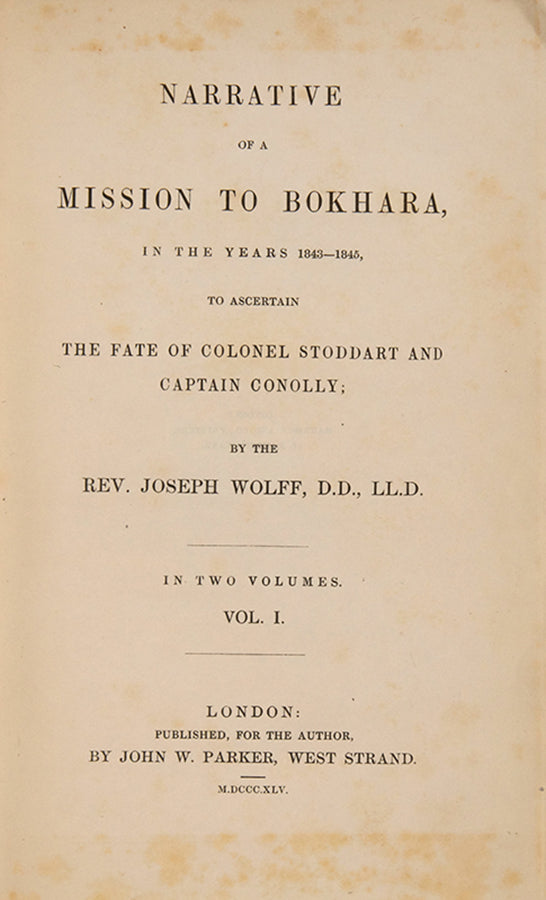 NARRATIVE
OF A
MISSION TO BOKHARA,
IN THE YEARS 1843—1845,
TO ASCERTAIN
THE FATE OF COLONEL STODDART AND
CAPTAIN CONOLLY;
BY THE
REV. JOSEPH WOLFF, D.D., LL.D.
IN TWO VOLUMES.
VOL. I.
LONDON:
PUBLISHED, FOR THE AUTHOR,
BY JOHN W. PARKER, WEST STRAND.
M.DCCC.XLV.